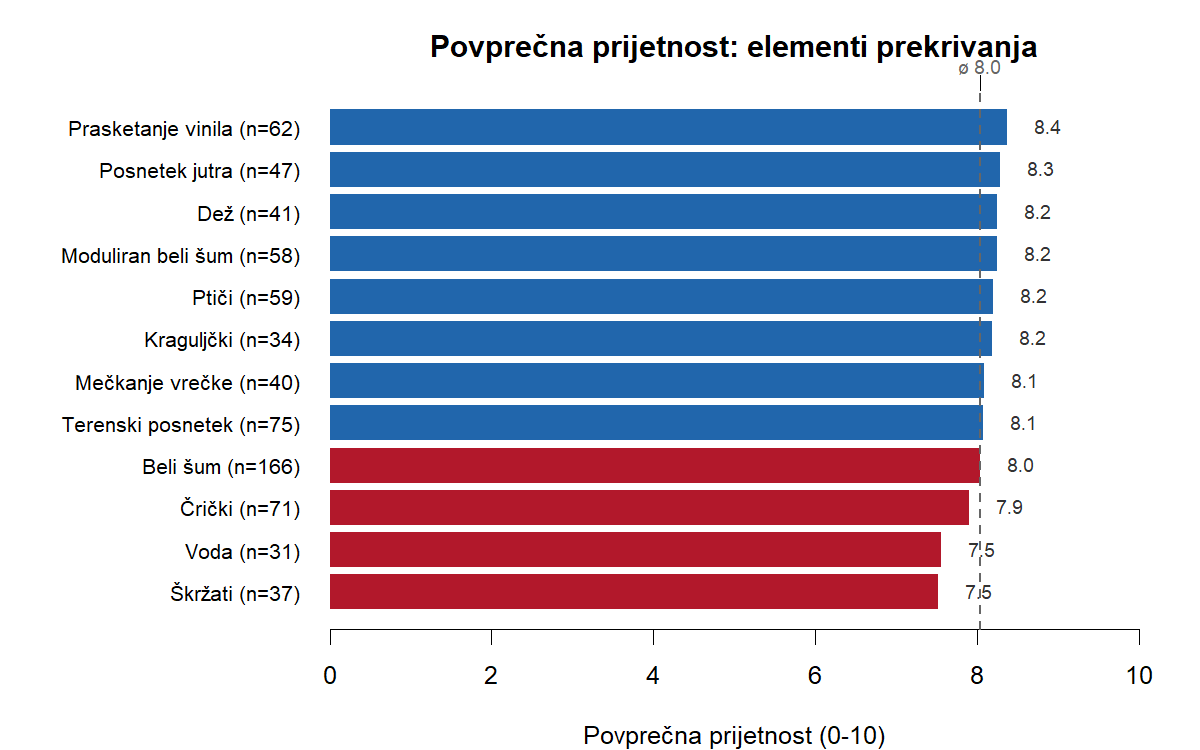 Povprečna prijetnost: elementi prekrivanja
ø 8.0
Prasketanje vinila (n=62) 8.4
Posnetek jutra (n=47) 8.3
Dež (n=41) 8.2
Moduliran beli šum (n=58) 8.2
Ptiči (n=59) 8.2
Kraguljčki (n=34) 8.2
Mečkanje vrečke (n=40) 8.1
Terenski posnetek (n=75) 8.1
Beli šum (n=166) 8.0
Črički (n=71) 7.9
Voda (n=31) 7.5
Škržati (n=37) 7.5
0 2 4 6 8 10
Povprečna prijetnost (0-10)